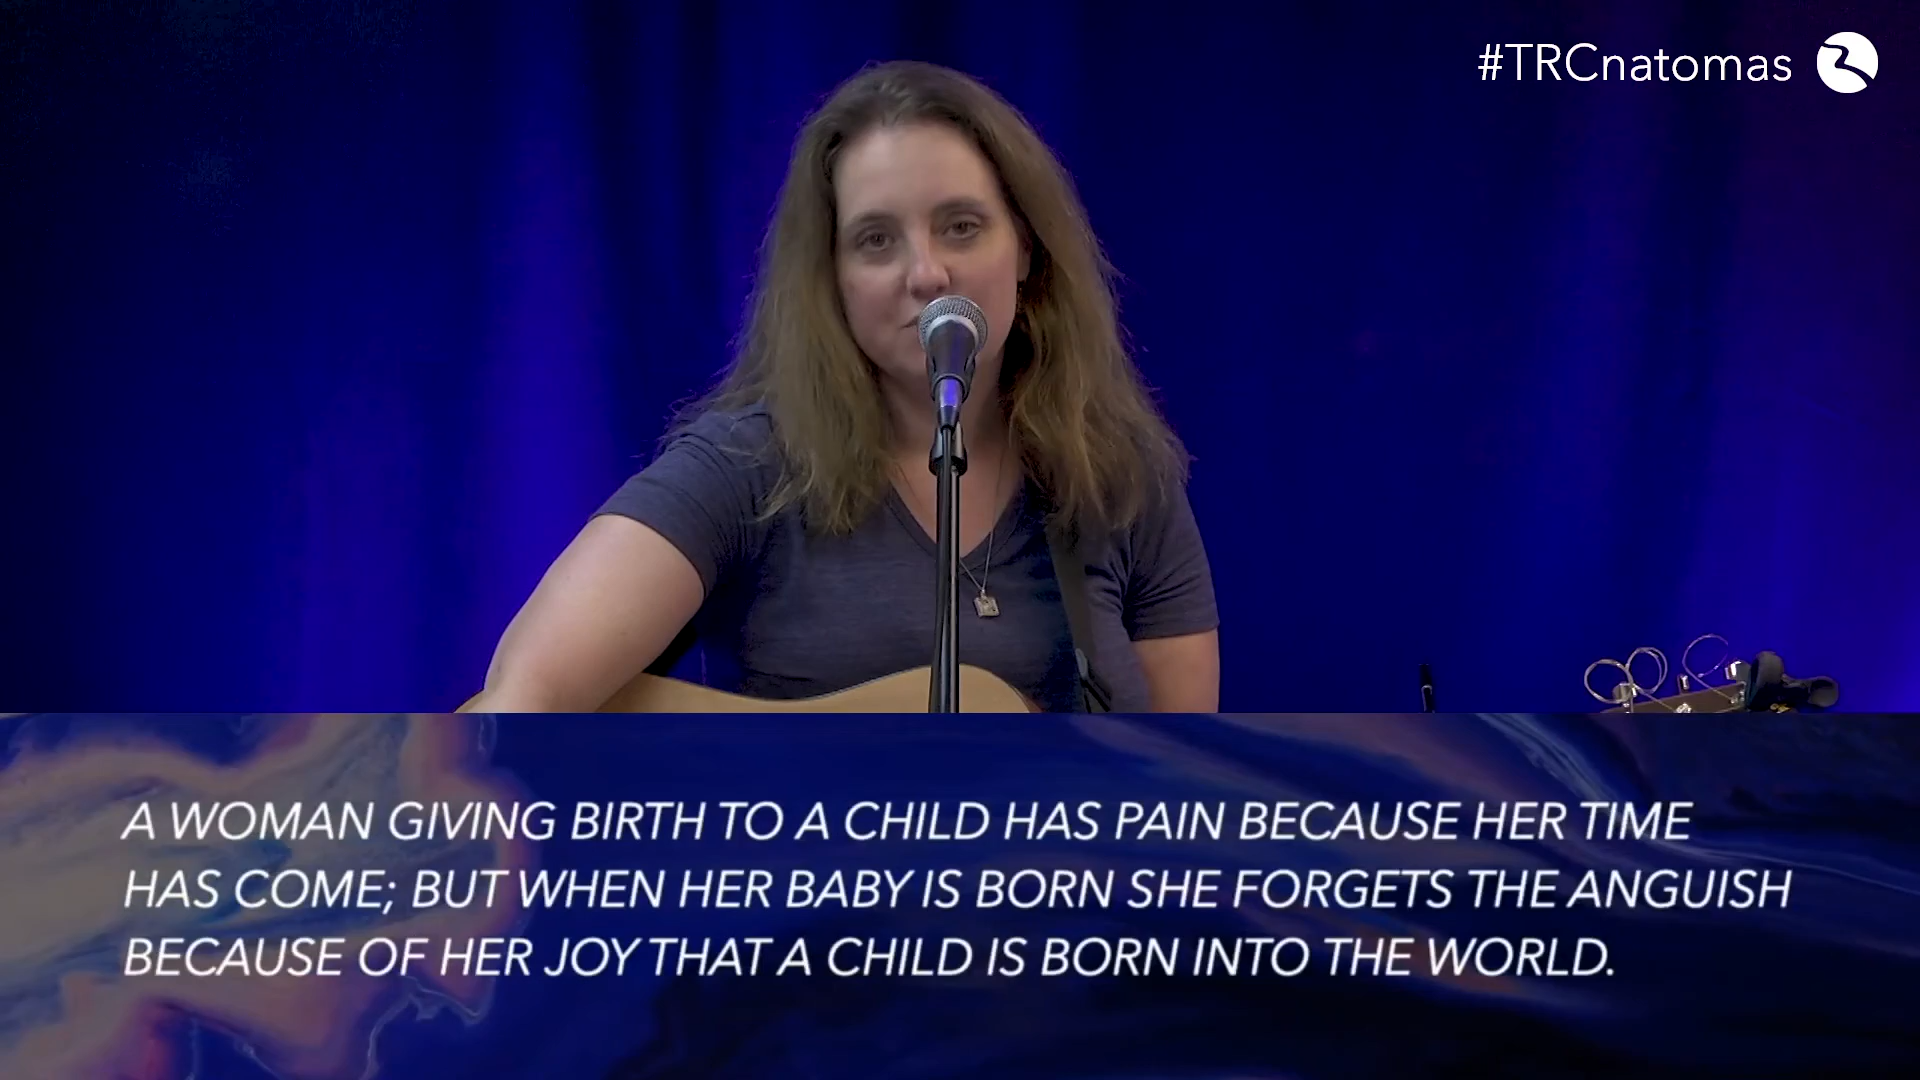 #TRCnatomas
A WOMAN GIVING BIRTH TO A CHILD HAS PAIN BECAUSE HER TIME
HAS COME; BUT WHEN HER BABY IS BORN SHE FORGETS THE ANGUISH
BECAUSE OF HER JOY THAT A CHILD IS BORN INTO THE WORLD.